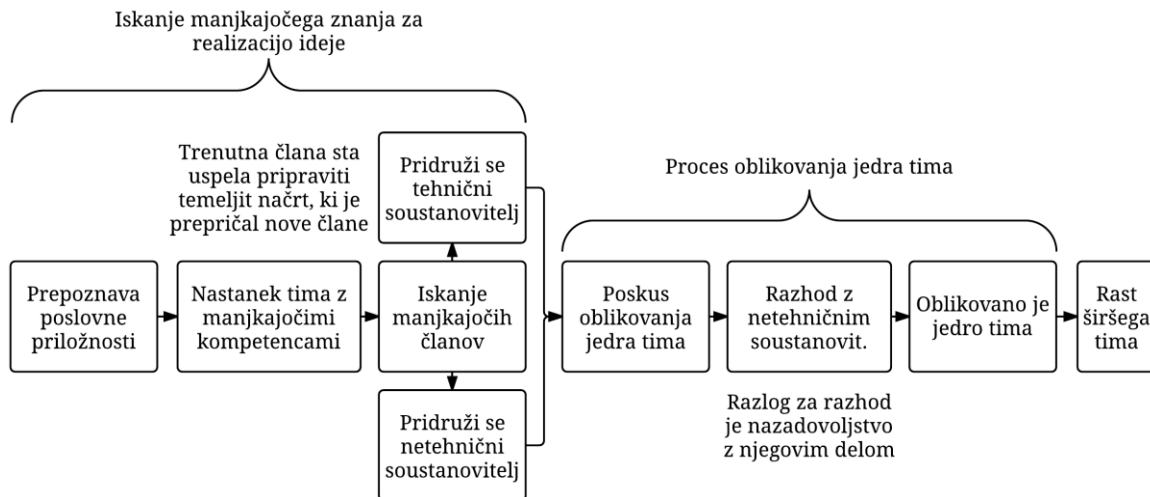 Iskanje manjkajočega znanja za
realizacijo ideje
Trenutna člana sta
uspela pripraviti
temeljit načrt, ki je
prepričal nove člane
Pridruži se
tehnični
soustanovitelj
Proces oblikovanja jedra tima
Prepoznava
poslovne
priložnosti
Nastanek tima z
manjkajočimi
kompetencami
Iskanje
manjkajočih
članov
Poskus
oblikovanja
jedra tima
Razhod z
netehničnim
soustanovit.
Oblikovano je
jedro tima
Rast
širšega
tima
Pridruži se
netehnični
soustanovitelj
Razlog za razhod
je nazadovoljstvo
z njegovim delom